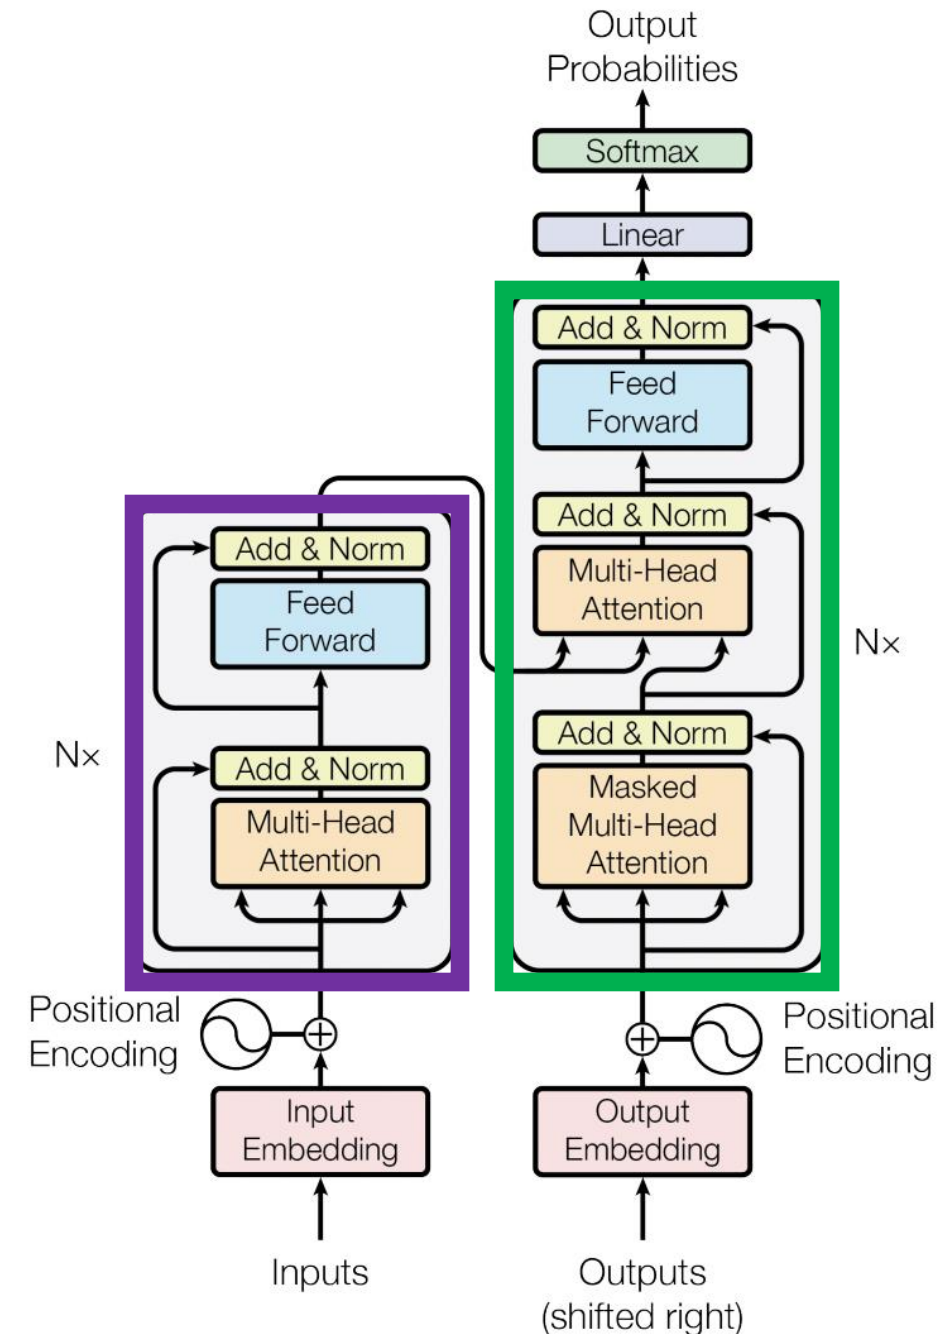 Output
Probabilities
Softmax
Linear
Add & Norm
Feed
Forward
Add & Norm
Multi-Head
Attention
Nx
Add & Norm
Masked
Multi-Head
Attention
Add & Norm
Feed
Forward
Nx
Add & Norm
Multi-Head
Attention
Positional
Encoding
Positional
Encoding
Input
Embedding
Output
Embedding
Inputs
Outputs
(shifted right)